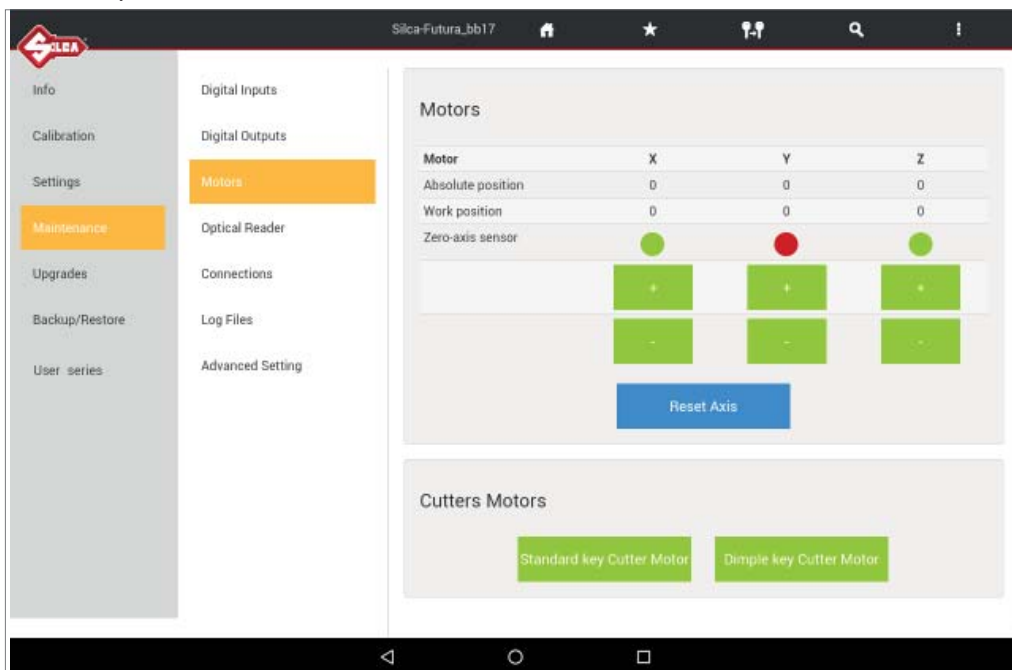 Silca-Futura_bb17
SILCA
Info
Calibration
Settings
Maintenance
Upgrades
Backup/Restore
User series
Digital Inputs
Digital Outputs
Motors
Optical Reader
Connections
Log Files
Advanced Setting
Motors
Motor X Y Z
Absolute position 0 0 0
Work position 0 0 0
Zero-axis sensor
+ + +
- - -
Reset Axis
Cutters Motors
Standard key Cutter Motor Dimple key Cutter Motor